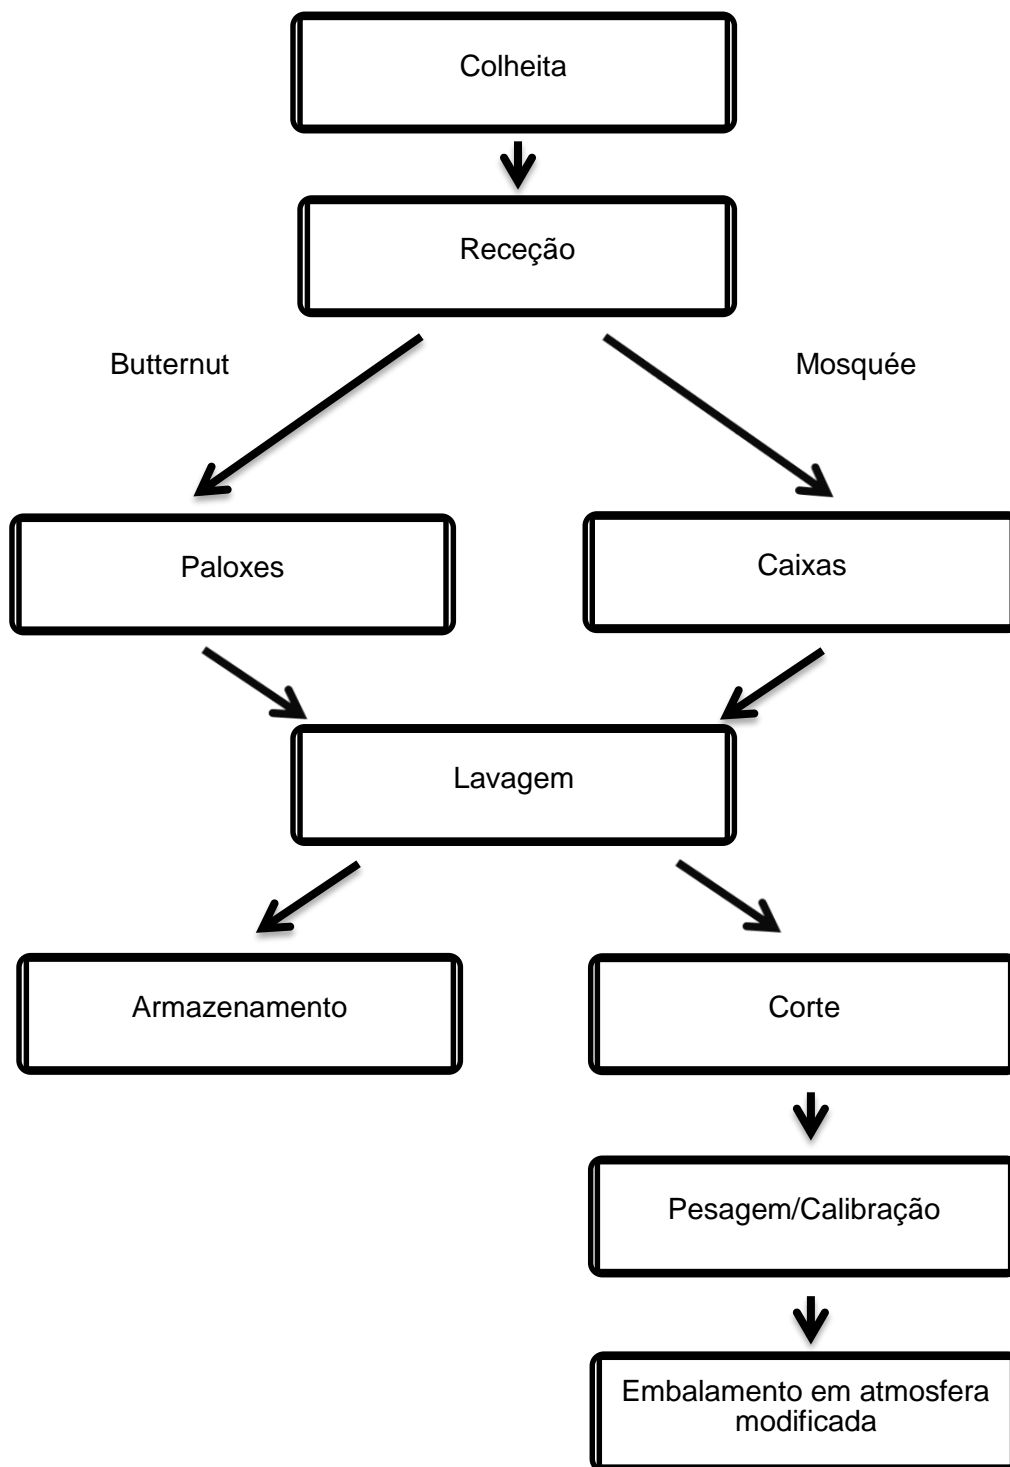 Colheita
Receção
Butternut
Mosquée
Paloxes
Caixas
Lavagem
Armazenamento
Corte
Pesagem/Calibração
Embalamento em atmosfera
modificada